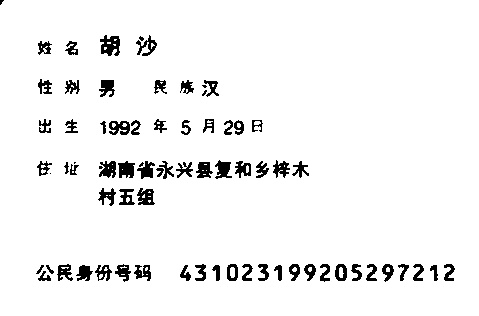 姓名 胡沙
性别 男 民族 汉
出生 1992 年 5 月 29 日
住址 湖南省永兴县复和乡梓木
村五组
公民身份号码 431023199205297212